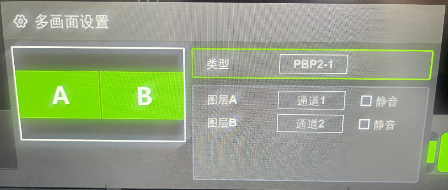 多画面设置
A B
类型 PBP2-1
图层A 通道1 静音
图层B 通道2 静音